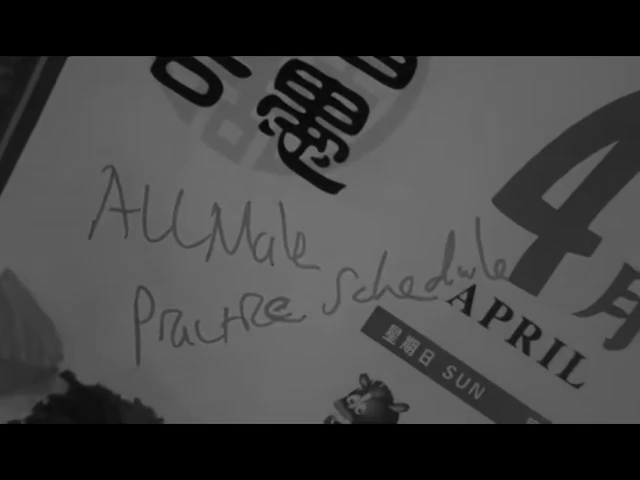 AllMale
Practice Schedule
4月
APRIL
星期日 SUN